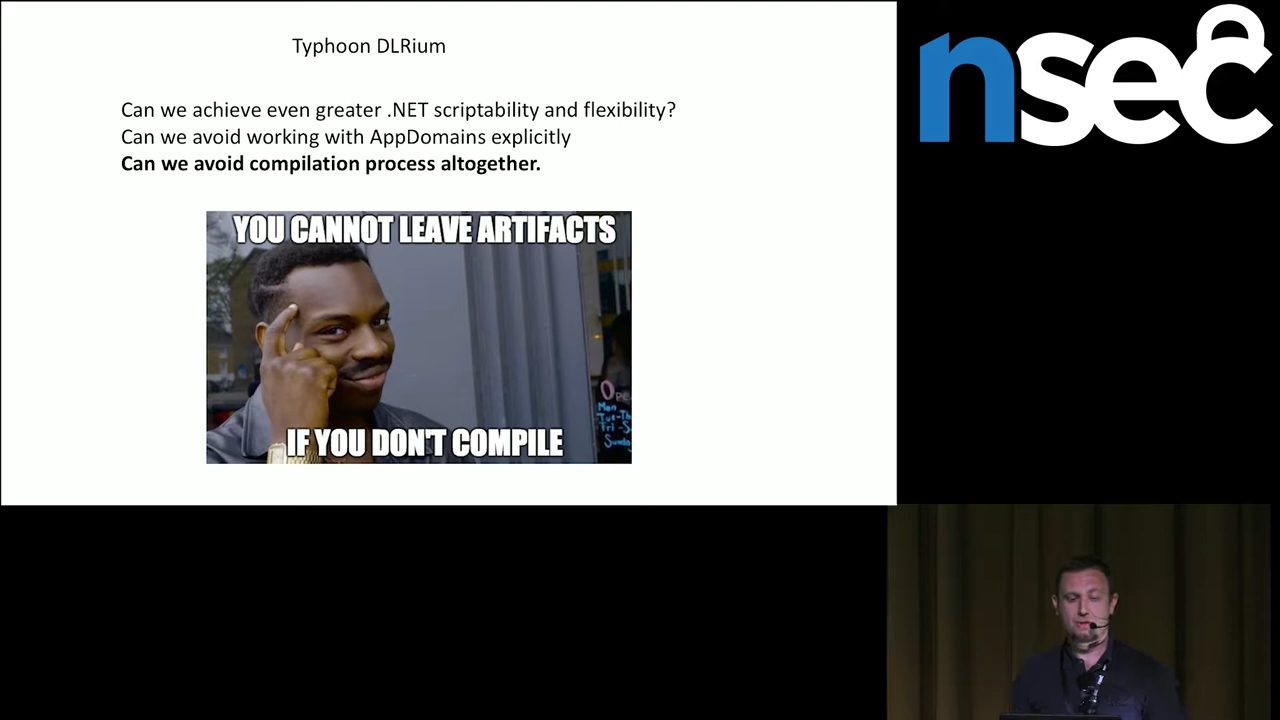 Typhoon DLRium
Can we achieve even greater .NET scriptability and flexibility?
Can we avoid working with AppDomains explicitly
Can we avoid compilation process altogether.
YOU CANNOT LEAVE ARTIFACTS
IF YOU DON'T COMPILE
nsec
Mon